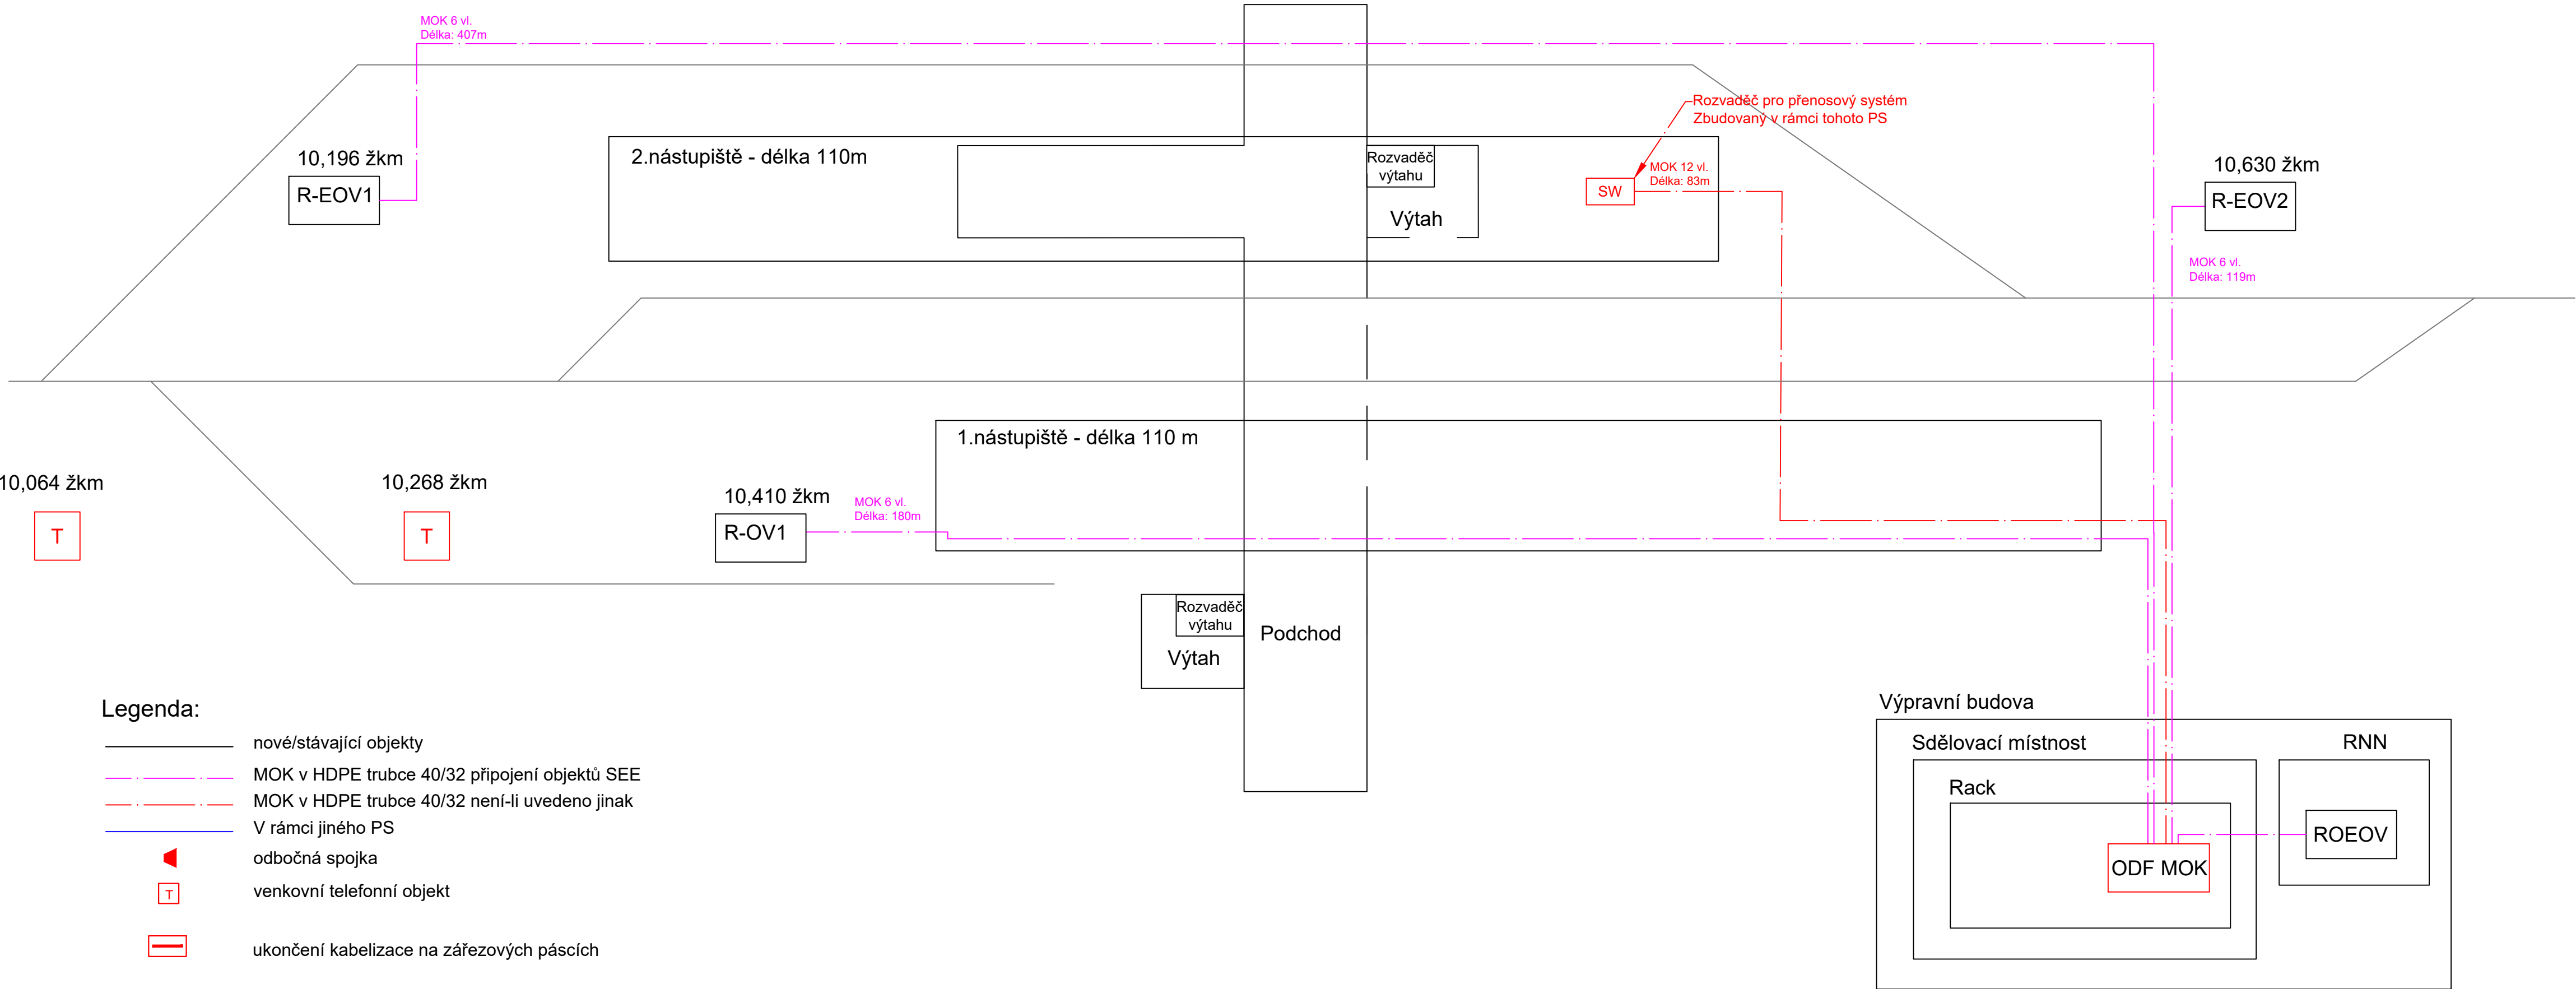 MOK 6 vl.
Délka: 407m
Rozvaděč pro přenosový systém
Zbudovaný v rámci tohoto PS
10,196 žkm
R-EOV1
2.nástupiště - délka 110m
Rozvaděč
výtahu
Výtah
SW
MOK 12 vl.
Délka: 83m
10,630 žkm
R-EOV2
MOK 6 vl.
Délka: 119m
1.nástupiště - délka 110 m
10,064 žkm
T
10,268 žkm
T
10,410 žkm
R-OV1
MOK 6 vl.
Délka: 180m
Rozvaděč
výtahu
Výtah
Podchod
Legenda:
nové/stávající objekty
MOK v HDPE trubce 40/32 připojení objektů SEE
MOK v HDPE trubce 40/32 není-li uvedeno jinak
V rámci jiného PS
odbočná spojka
T
venkovní telefonní objekt
ukončení kabelizace na zářezových páscích
Výpravní budova
Sdělovací místnost
RNN
Rack
ODF MOK
ROEOV